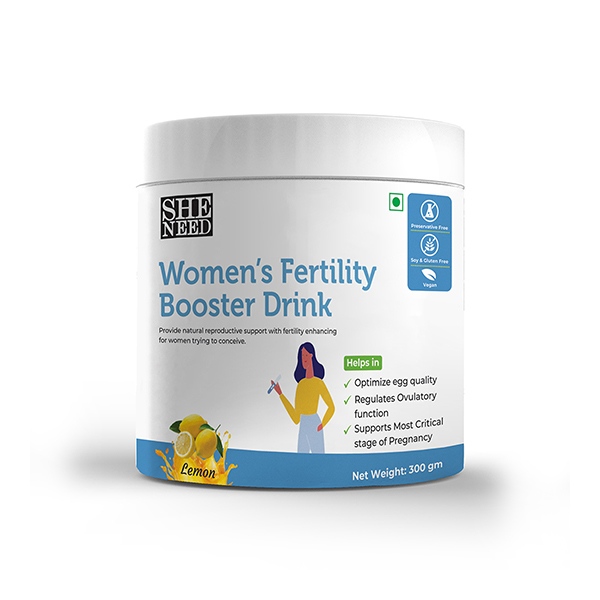 SHE
NEED
Preservative Free
Soy & Gluten Free
Vegan
Women's Fertility
Booster Drink
Provide natural reproductive support with fertility enhancing
for women trying to conceive.
Helps in
✓ Optimize egg quality
✓ Regulates Ovulatory
function
✓ Supports Most Critical
stage of Pregnancy
Lemon
Net Weight: 300 gm